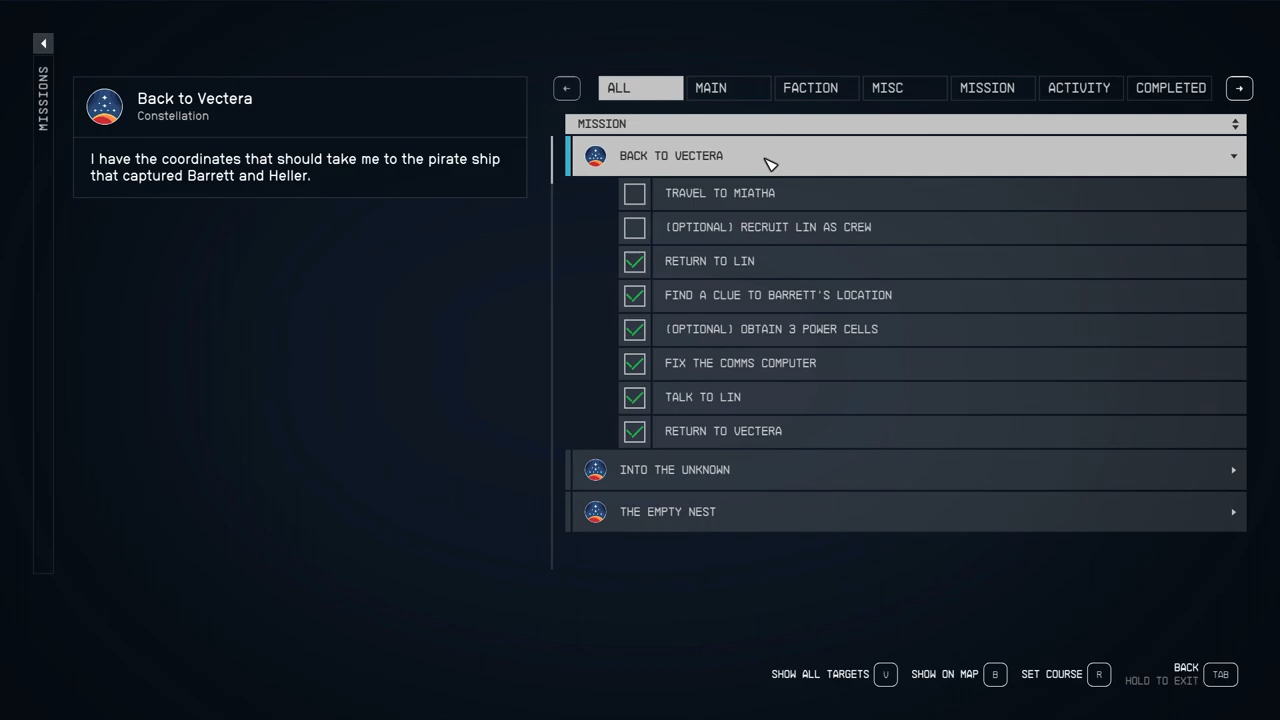 MISSIONS
Back to Vectera
Constellation
I have the coordinates that should take me to the pirate ship
that captured Barrett and Heller.
ALL MAIN FACTION MISC MISSION ACTIVITY COMPLETED
MISSION
BACK TO VECTERA
TRAVEL TO MIATHA
(OPTIONAL) RECRUIT LIN AS CREW
RETURN TO LIN
FIND A CLUE TO BARRETT'S LOCATION
(OPTIONAL) OBTAIN 3 POWER CELLS
FIX THE COMMS COMPUTER
TALK TO LIN
RETURN TO VECTERA
INTO THE UNKNOWN
THE EMPTY NEST
SHOW ALL TARGETS V SHOW ON MAP B SET COURSE R BACK TAB
HOLD TO EXIT